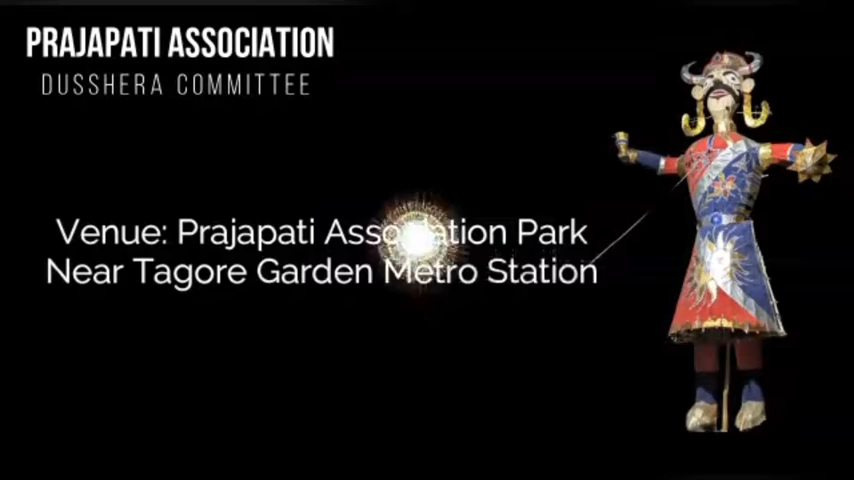 PRAJAPATI ASSOCIATION
DUSSHERA COMMITTEE
Venue: Prajapati Association Park
Near Tagore Garden Metro Station